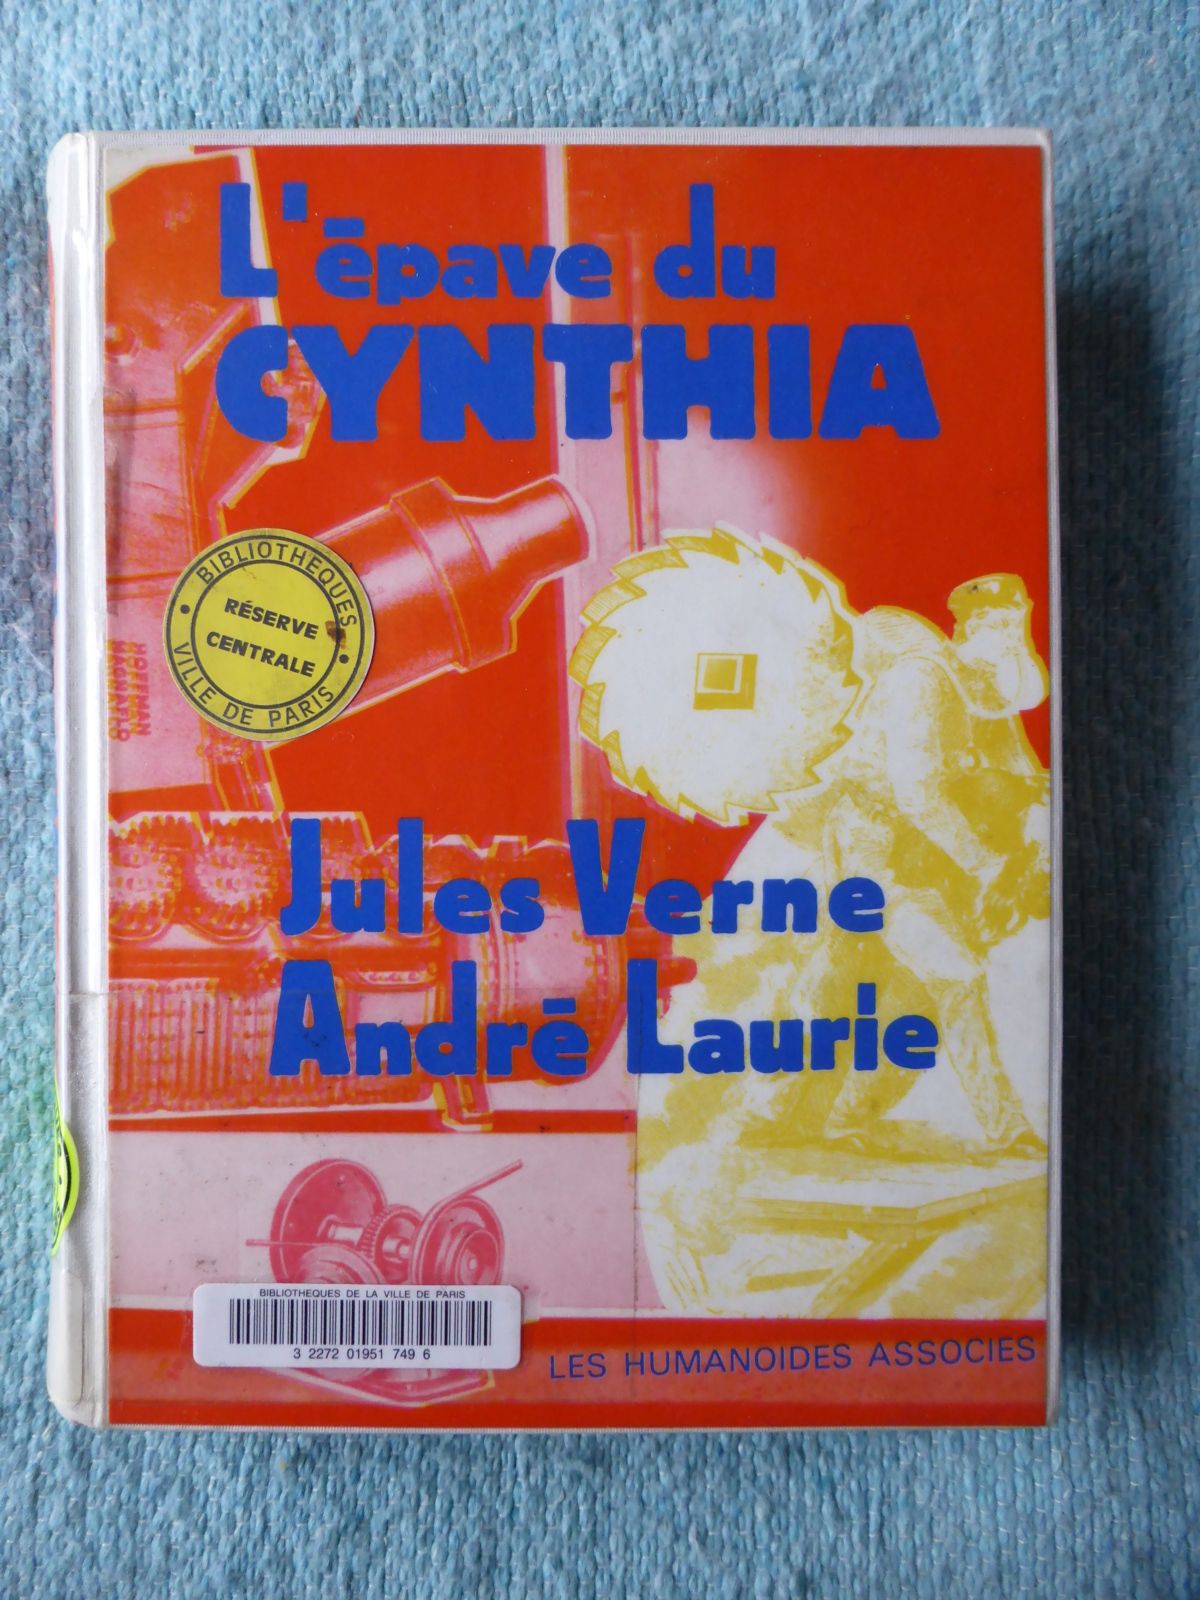 L'épave du
CYNTHIA
BIBLIOTHEQUES
RÉSERVE
CENTRALE
VILLE DE PARIS
Jules Verne
André Laurie
BIBLIOTHEQUES DE LA VILLE DE PARIS
3 2272 01951 749 6
LES HUMANOIDES ASSOCIES